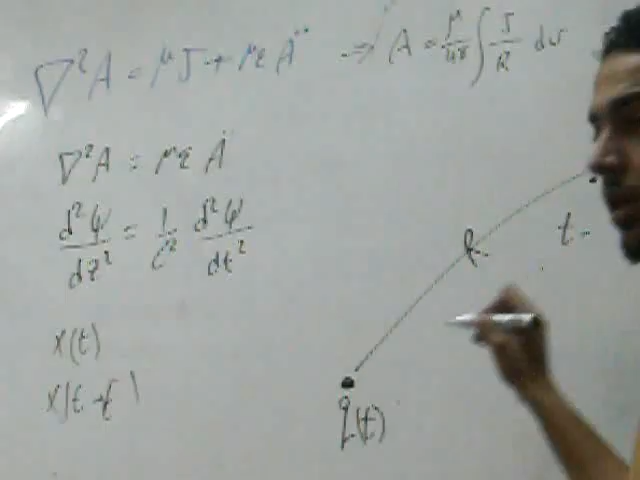 ∇²A = μJ + με Ä ⇒ A = μ/4π ∫ J/R dv
∇²A = με Ä
d²ψ/dz² = 1/c² d²ψ/dt²
x(t)
R
t
q(t)